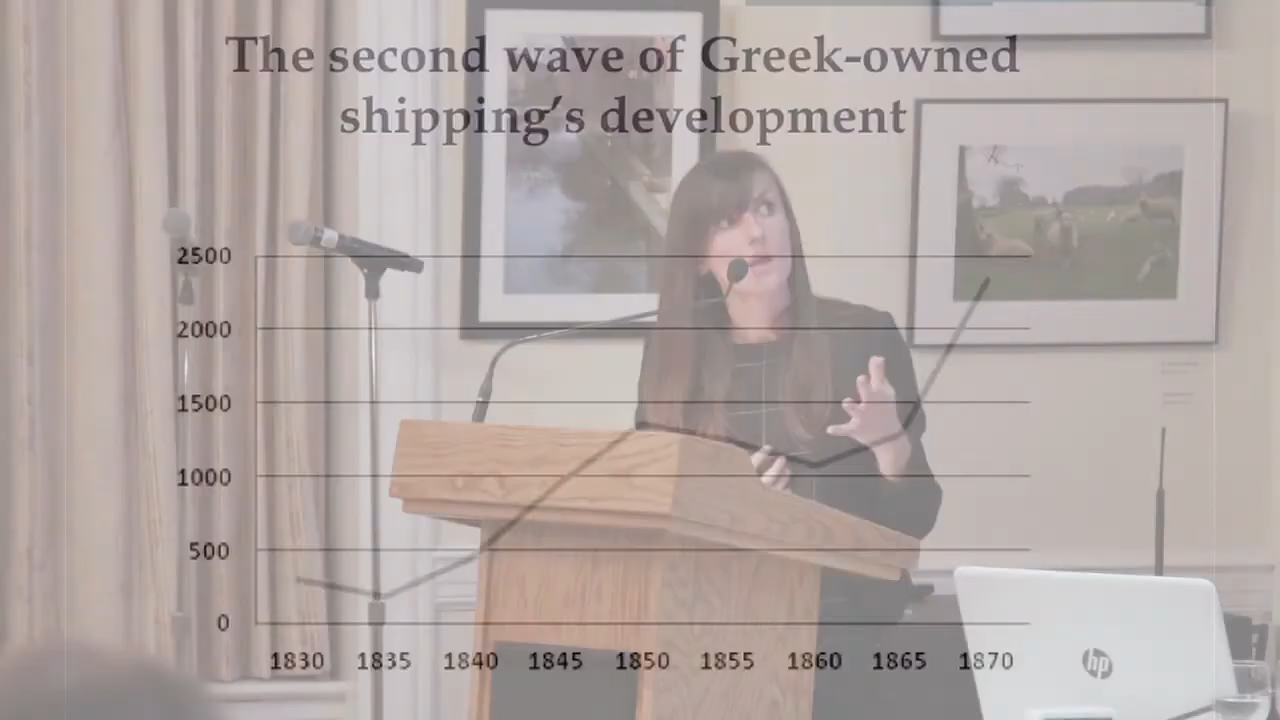 The second wave of Greek-owned
shipping's development
2500
2000
1500
1000
500
0
1830 1835 1840 1845 1850 1855 1860 1865 1870
hp